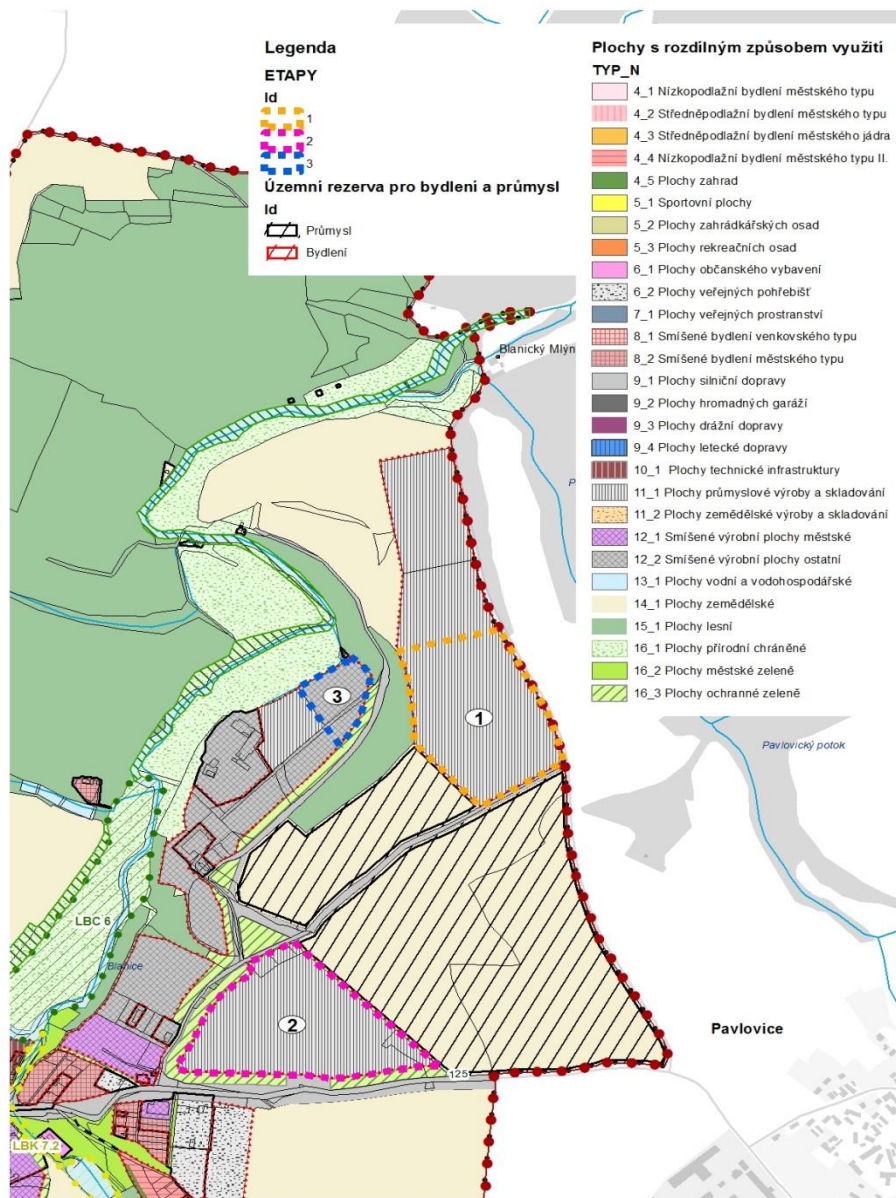 Legenda
ETAPY
Id
1
2
3
Územní rezerva pro bydlení a průmysl
Id
Průmysl
Bydlení
Plochy s rozdilným způsobem využití
TYP_N
4_1 Nízkopodlažní bydlení městského typu
4_2 Středněpodlažní bydlení městského typu
4_3 Středněpodlažní bydlení městského jádra
4_4 Nízkopodlažní bydlení městského typu II.
4_5 Plochy zahrad
5_1 Sportovní plochy
5_2 Plochy zahrádkářských osad
5_3 Plochy rekreačních osad
6_1 Plochy občanského vybavení
6_2 Plochy veřejných pohřebišť
7_1 Plochy veřejných prostranství
8_1 Smíšené bydlení venkovského typu
8_2 Smíšené bydlení městského typu
9_1 Plochy silniční dopravy
9_2 Plochy hromadných garáží
9_3 Plochy drážní dopravy
9_4 Plochy letecké dopravy
10_1 Plochy technické infrastruktury
11_1 Plochy průmyslové výroby a skladování
11_2 Plochy zemědělské výroby a skladování
12_1 Smíšené výrobní plochy městské
12_2 Smíšené výrobní plochy ostatní
13_1 Plochy vodní a vodohospodářské
14_1 Plochy zemědělské
15_1 Plochy lesní
16_1 Plochy přírodní chráněné
16_2 Plochy městské zeleně
16_3 Plochy ochranné zeleně
Blanický Mlýn
P
3
1
Pavlovický potok
LBC 6
Blanice
2
Pavlovice
125
LBK 7.2